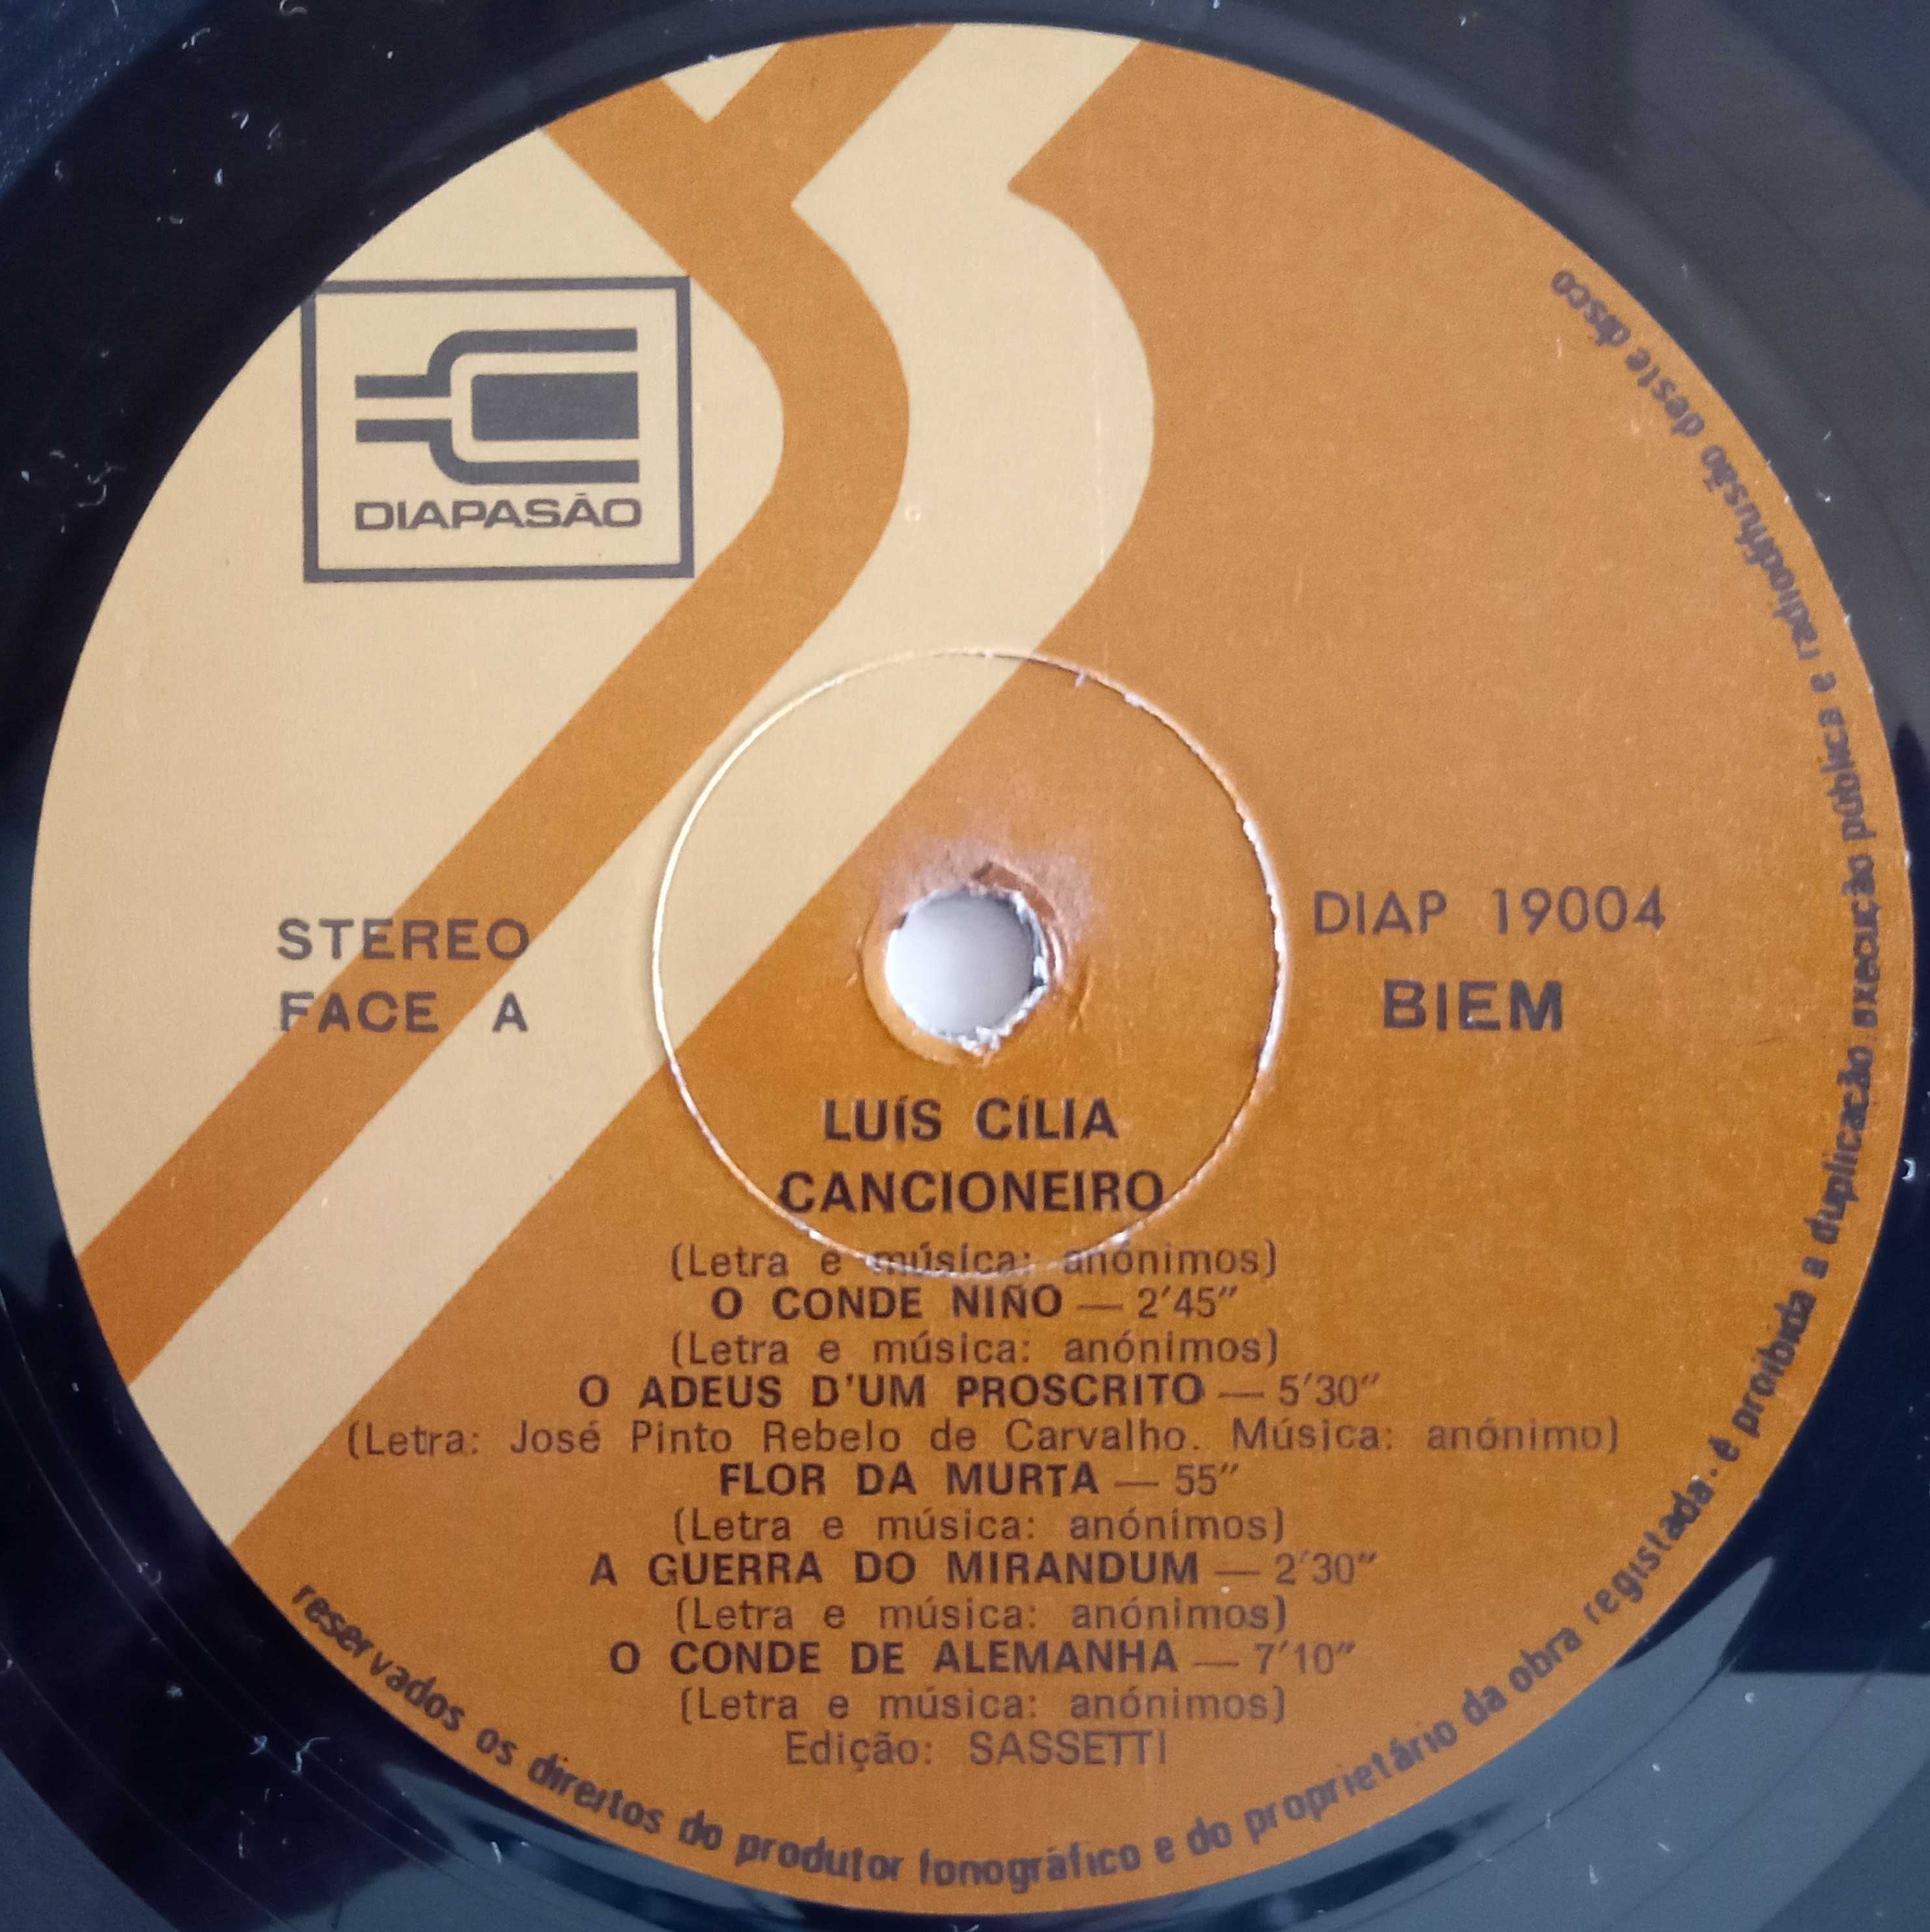 DIAPASÃO
STEREO
FACE A
DIAP 19004
BIEM
LUÍS CÍLIA
CANCIONEIRO
(Letra e música: anónimos)
O CONDE NIÑO — 2'45"
(Letra e música: anónimos)
O ADEUS D'UM PROSCRITO — 5'30"
(Letra: José Pinto Rebelo de Carvalho. Música: anónimo)
FLOR DA MURTA — 55"
(Letra e música: anónimos)
A GUERRA DO MIRANDUM — 2'30"
(Letra e música: anónimos)
O CONDE DE ALEMANHA — 7'10"
(Letra e música: anónimos)
Edição: SASSETTI
reservados os direitos do produtor fonográfico e do proprietário da obra registada · é proibida a duplicação execução pública e radiodifusão deste disco